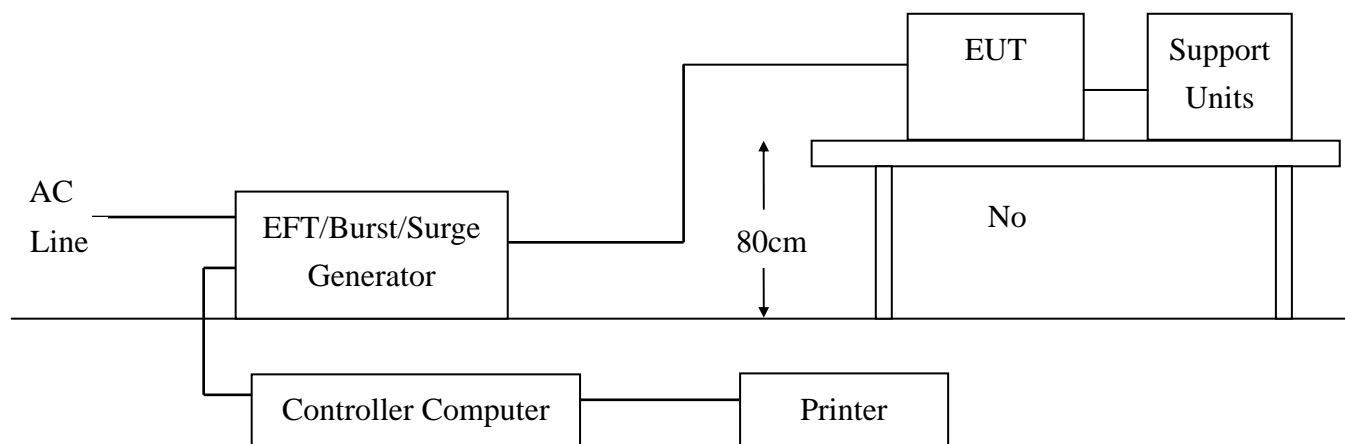 EUT
Support
Units
AC
Line
EFT/Burst/Surge
Generator
80cm
No
Controller Computer
Printer